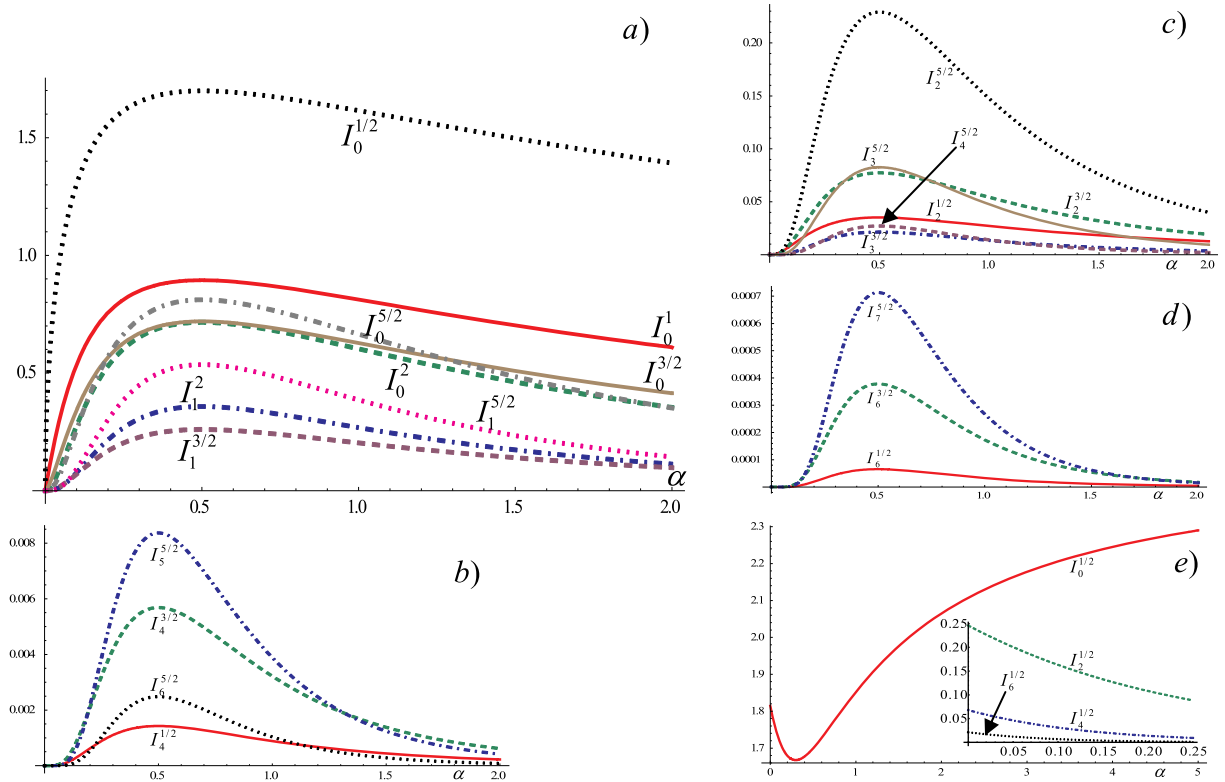 a)
1.5
1.0
0.5
I_0^{1/2}
I_0^1
I_0^{5/2}
I_0^{3/2}
I_0^2
I_1^2
I_1^{5/2}
I_1^{3/2}
α
0.5 1.0 1.5 2.0
b)
0.008
0.006
0.004
0.002
I_5^{5/2}
I_4^{3/2}
I_6^{5/2}
I_4^{1/2}
0.5 1.0 1.5 α 2.0
c)
0.20
0.15
0.10
0.05
I_2^{5/2}
I_4^{5/2}
I_3^{5/2}
I_2^{1/2}
I_2^{3/2}
I_3^{3/2}
0.5 1.0 1.5 α 2.0
d)
0.0007
0.0006
0.0005
0.0004
0.0003
0.0002
0.0001
I_7^{5/2}
I_6^{3/2}
I_6^{1/2}
0.5 1.0 1.5 α 2.0
e)
2.3
2.2
2.1
2.0
1.9
1.8
1.7
I_0^{1/2}
0.25
0.20
0.15
0.10
0.05
I_2^{1/2}
I_6^{1/2}
I_4^{1/2}
0.05 0.10 0.15 0.20 0.25
0 1 2 3 4 α 5